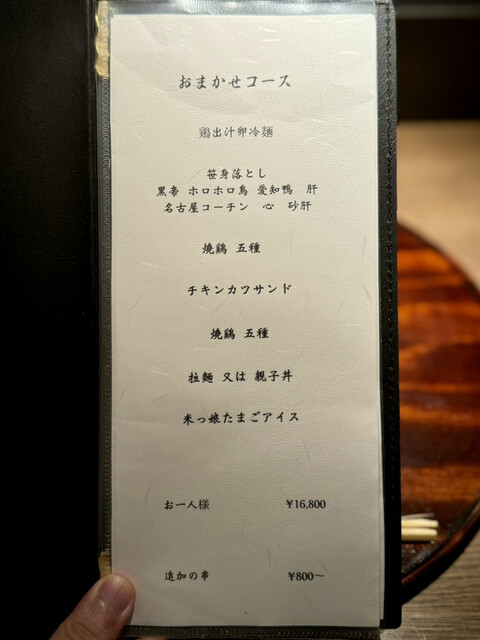 おまかせコース
鶏出汁卵冷麺
笹身落とし
黒帝 ホロホロ鳥 愛知鴨 肝
名古屋コーチン 心 砂肝
焼鶏 五種
チキンカツサンド
焼鶏 五種
拉麺 又は 親子丼
米っ娘たまごアイス
お一人様 ¥16,800
追加の串 ¥800〜